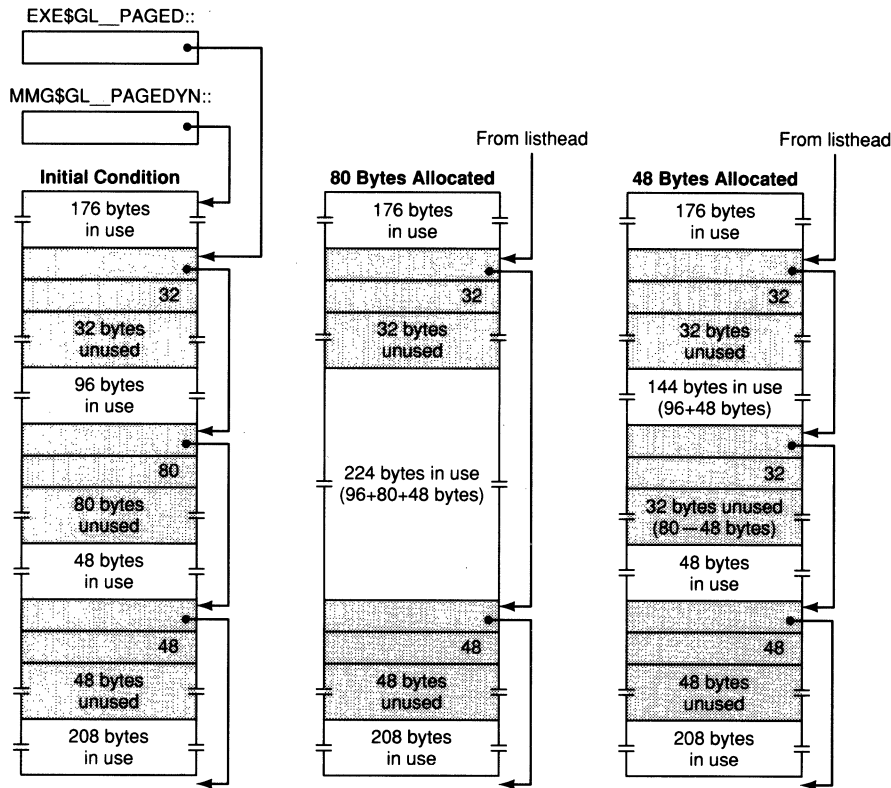 EXE$GL__PAGED::
MMG$GL__PAGEDYN::
Initial Condition
176 bytes
in use
32
32 bytes
unused
96 bytes
in use
80
80 bytes
unused
48 bytes
in use
48
48 bytes
unused
208 bytes
in use
From listhead
80 Bytes Allocated
176 bytes
in use
32
32 bytes
unused
224 bytes in use
(96+80+48 bytes)
48
48 bytes
unused
208 bytes
in use
From listhead
48 Bytes Allocated
176 bytes
in use
32
32 bytes
unused
144 bytes in use
(96+48 bytes)
32
32 bytes unused
(80—48 bytes)
48 bytes
in use
48
48 bytes
unused
208 bytes
in use